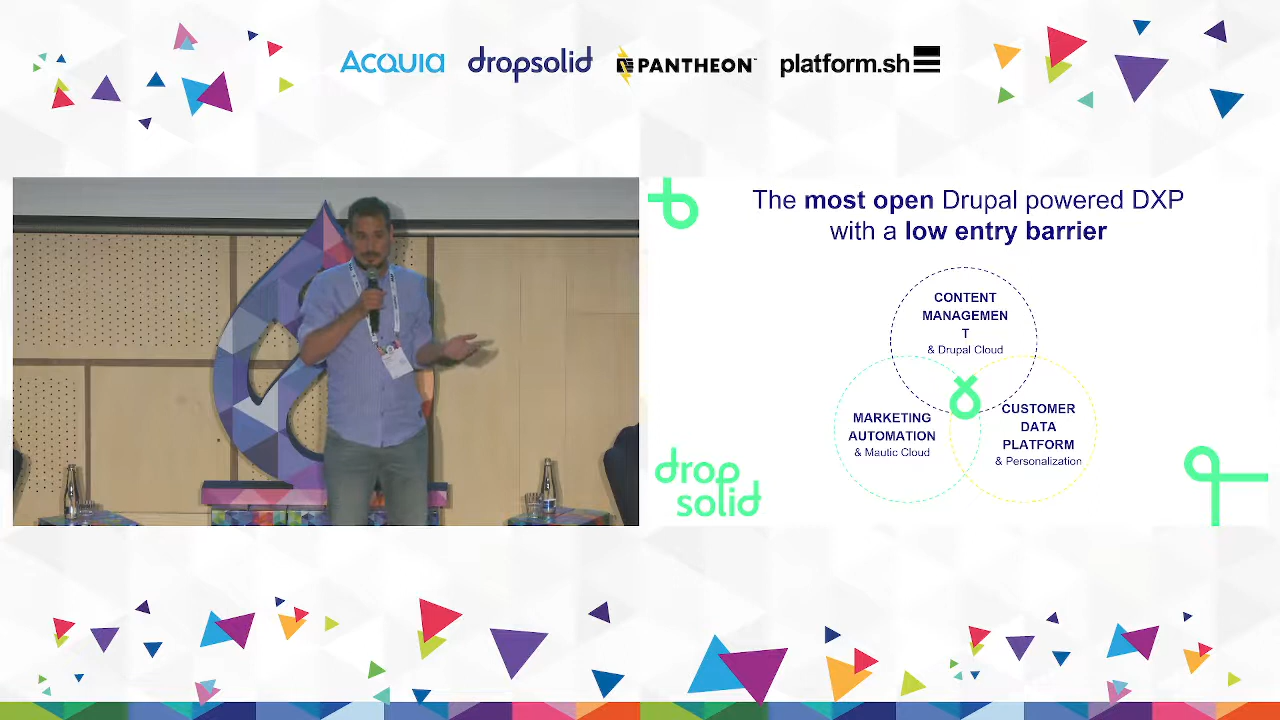 ACQUIA dropsolid PANTHEON platform.sh
The most open Drupal powered DXP
with a low entry barrier
CONTENT
MANAGEMEN
T
& Drupal Cloud
MARKETING
AUTOMATION
& Mautic Cloud
CUSTOMER
DATA
PLATFORM
& Personalization
drop
solid